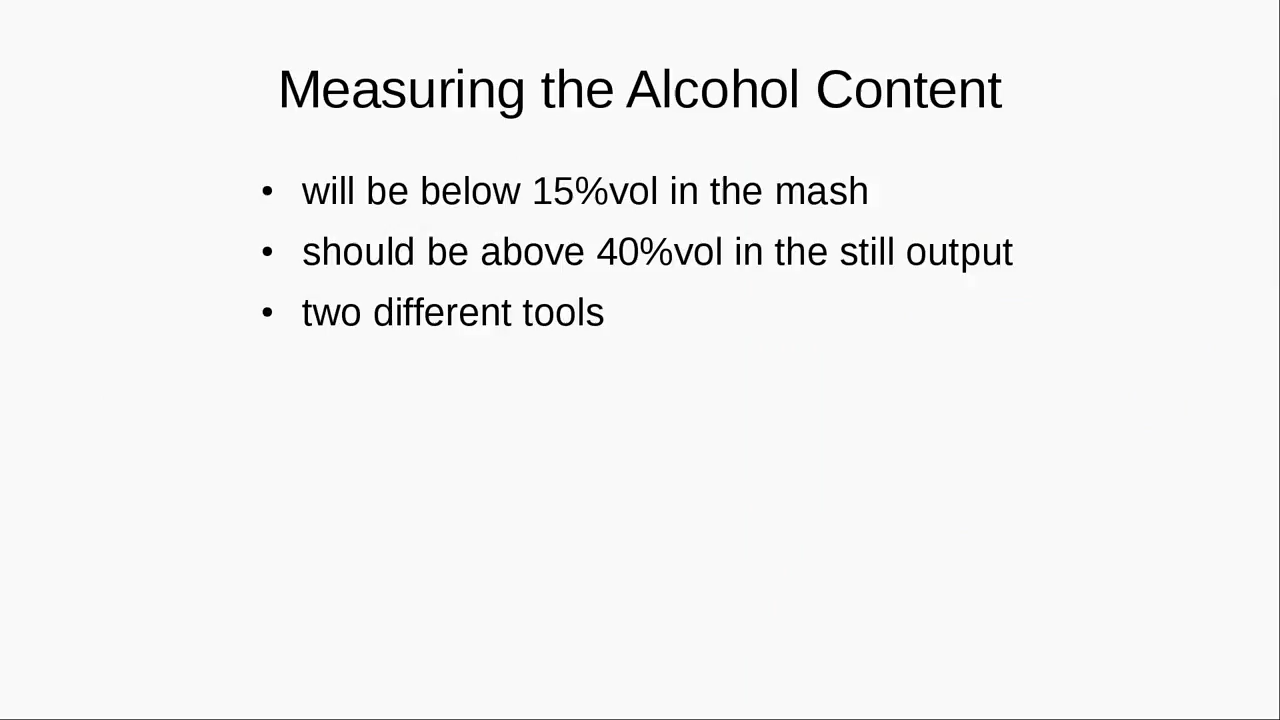 Measuring the Alcohol Content
• will be below 15%vol in the mash
• should be above 40%vol in the still output
• two different tools